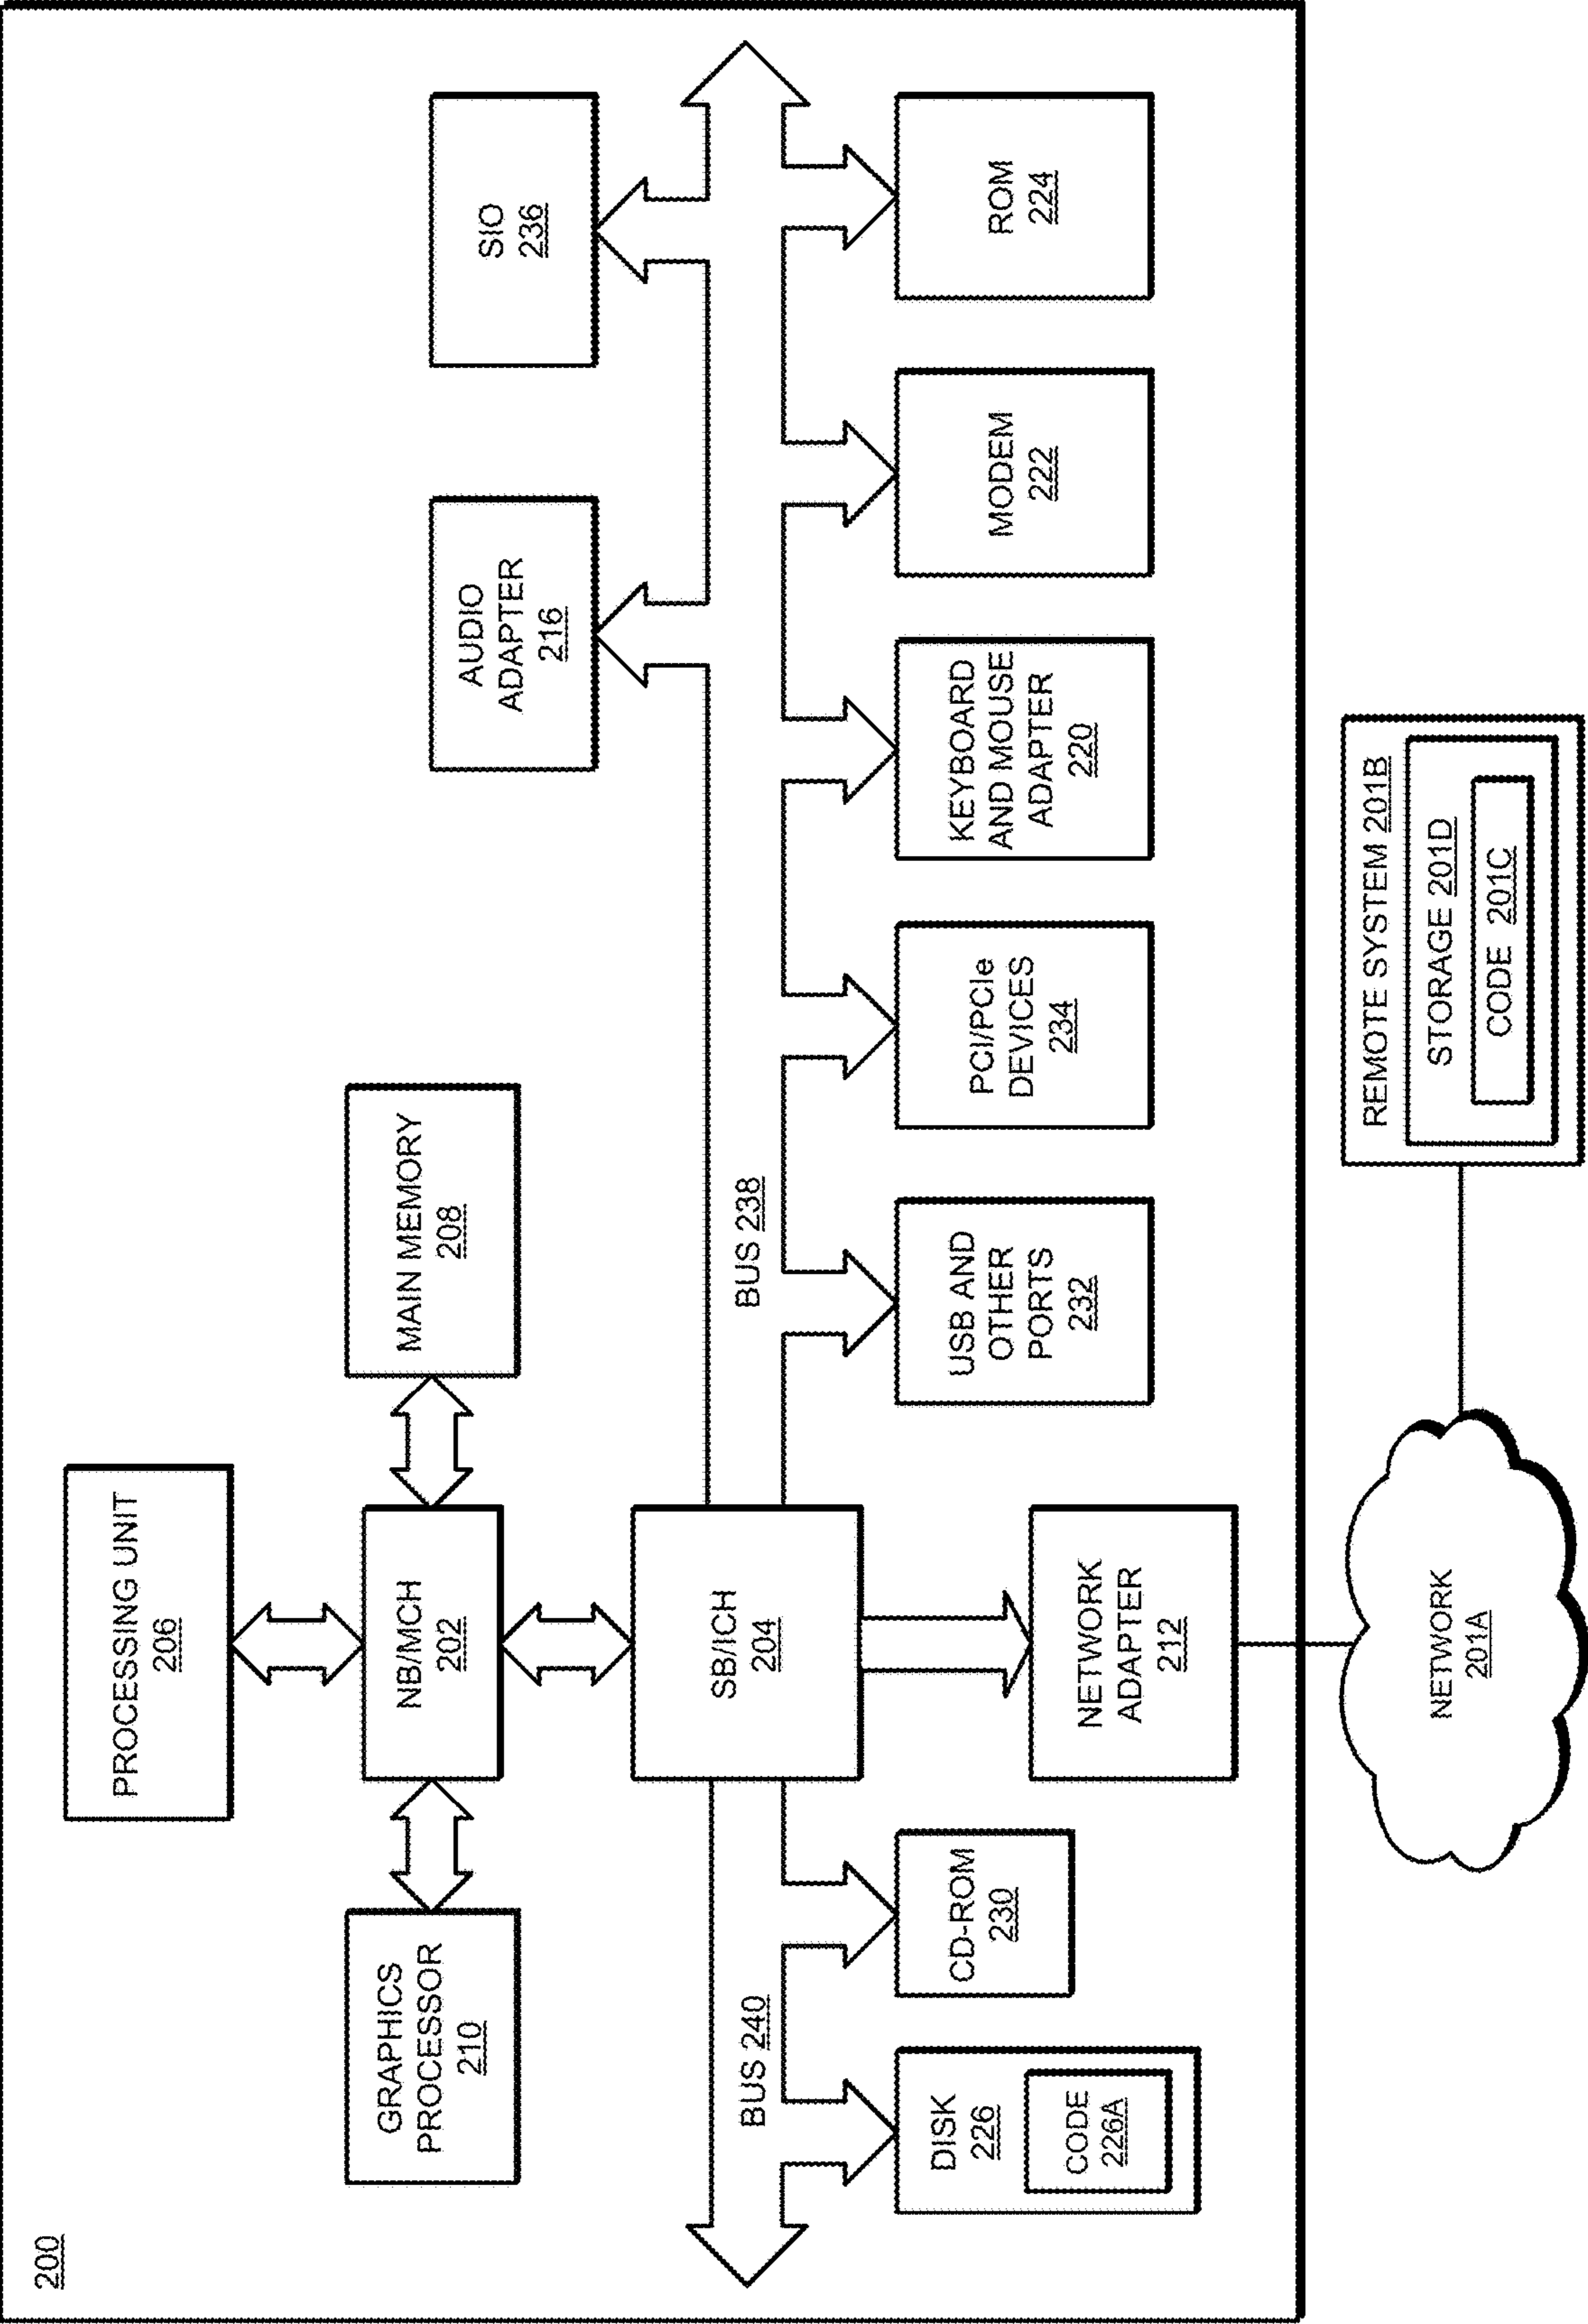 200
PROCESSING UNIT
206
GRAPHICS
PROCESSOR
210
NB/MCH
202
MAIN MEMORY
208
AUDIO
ADAPTER
216
SIO
236
SB/ICH
204
BUS 240
BUS 238
DISK
226
CODE
226A
CD-ROM
230
NETWORK
ADAPTER
212
USB AND
OTHER
PORTS
232
PCI/PCIe
DEVICES
234
KEYBOARD
AND MOUSE
ADAPTER
220
MODEM
222
ROM
224
NETWORK
201A
REMOTE SYSTEM 201B
STORAGE 201D
CODE 201C